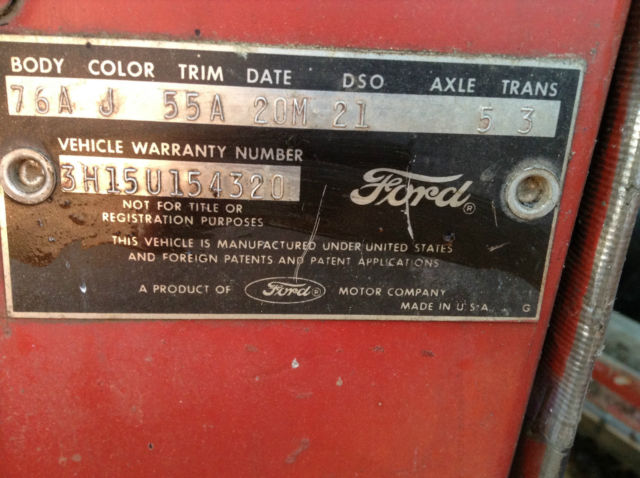 BODY COLOR TRIM DATE DSO AXLE TRANS
76A J 55A 20M 21 5 3
VEHICLE WARRANTY NUMBER
3H15U154320
Ford®
NOT FOR TITLE OR
REGISTRATION PURPOSES
THIS VEHICLE IS MANUFACTURED UNDER UNITED STATES
AND FOREIGN PATENTS AND PATENT APPLICATIONS
A PRODUCT OF Ford® MOTOR COMPANY
MADE IN U.S.A. G